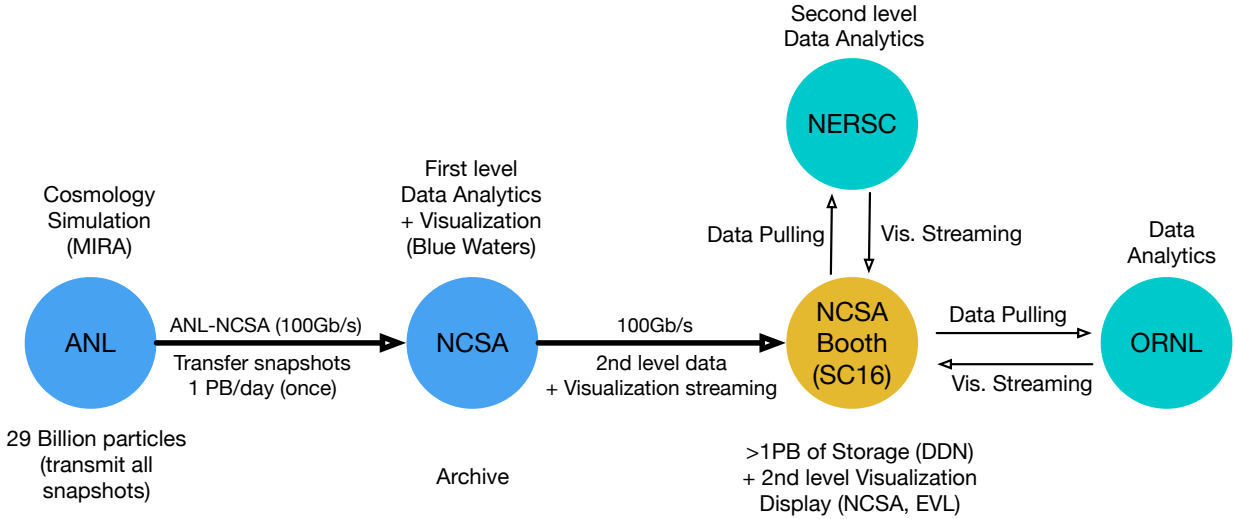 Second level
Data Analytics
NERSC
First level
Data Analytics
+ Visualization
(Blue Waters)
Cosmology
Simulation
(MIRA)
Data Pulling
Vis. Streaming
Data
Analytics
ANL
ANL-NCSA (100Gb/s)
Transfer snapshots
1 PB/day (once)
NCSA
100Gb/s
2nd level data
+ Visualization streaming
NCSA
Booth
(SC16)
Data Pulling
Vis. Streaming
ORNL
29 Billion particles
(transmit all
snapshots)
Archive
>1PB of Storage (DDN)
+ 2nd level Visualization
Display (NCSA, EVL)